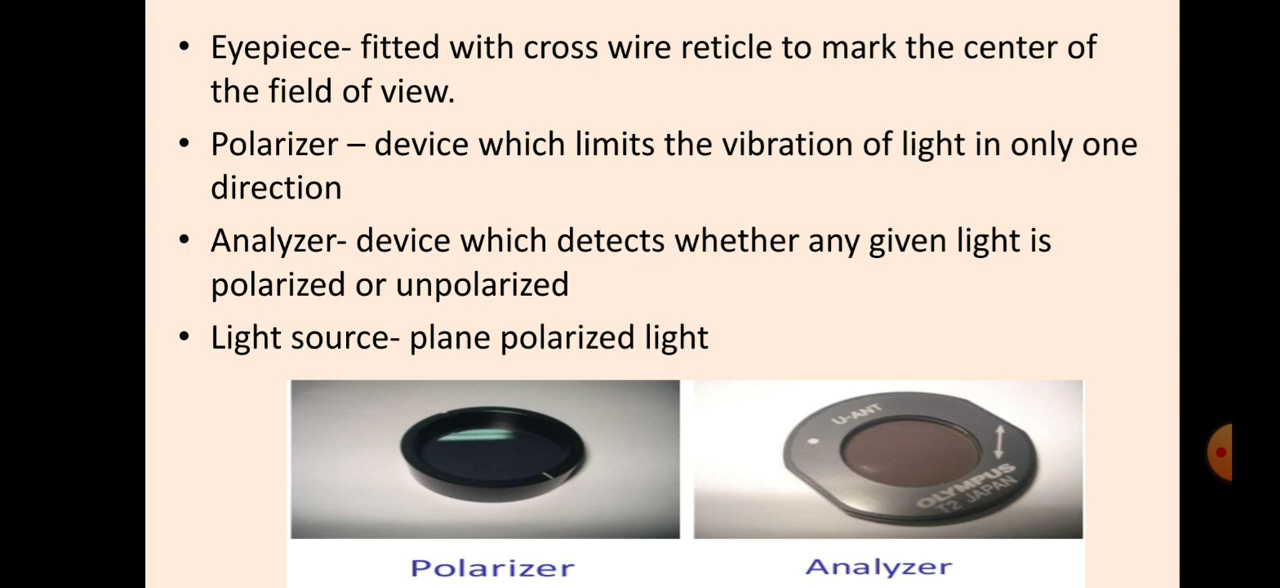 • Eyepiece- fitted with cross wire reticle to mark the center of
the field of view.
• Polarizer – device which limits the vibration of light in only one
direction
• Analyzer- device which detects whether any given light is
polarized or unpolarized
• Light source- plane polarized light
U-ANT
OLYMPUS
T2 JAPAN
Polarizer
Analyzer